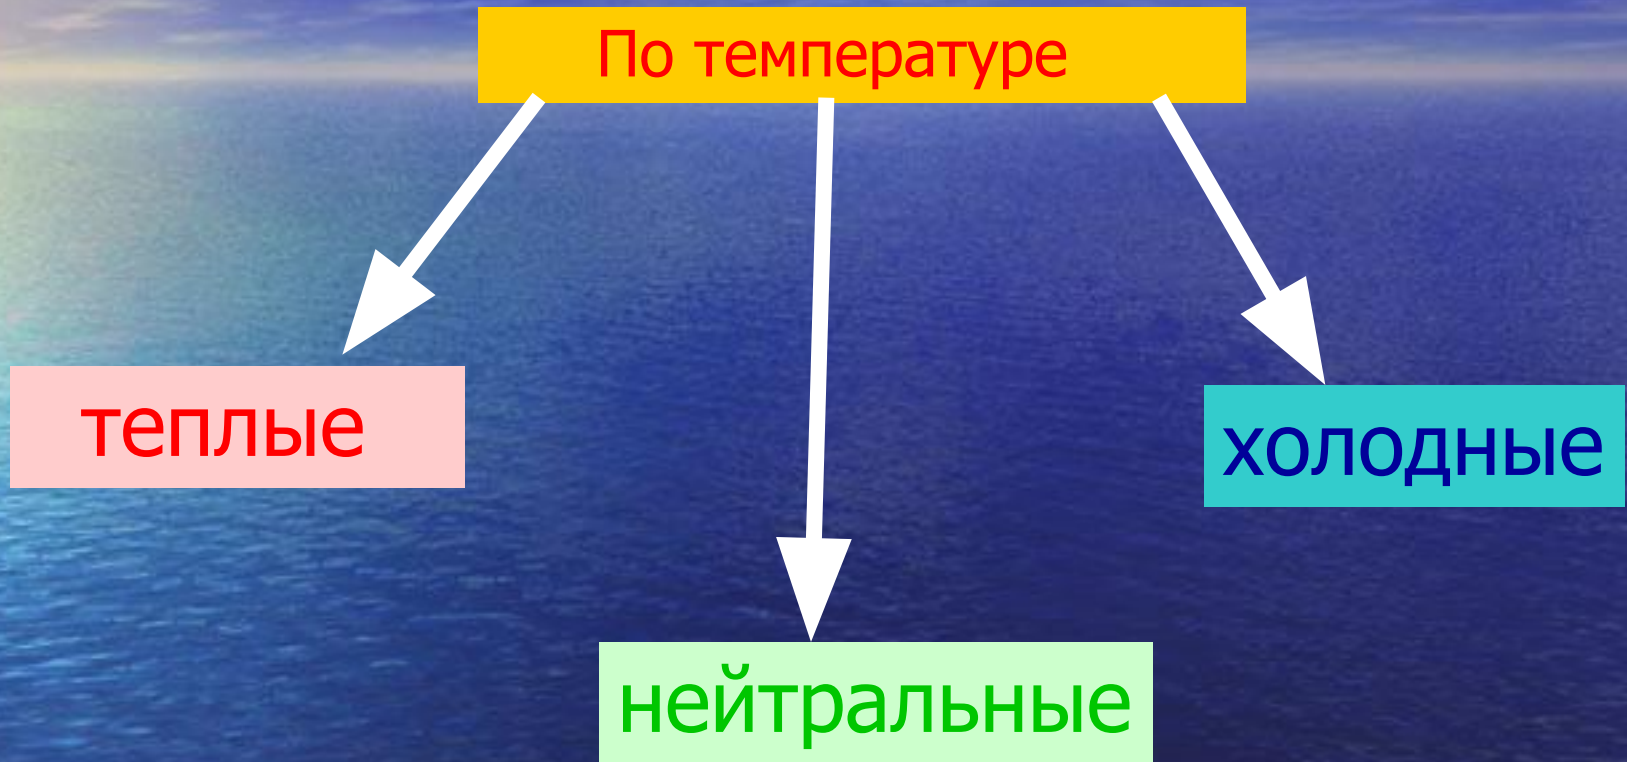 По температуре
теплые
холодные
нейтральные